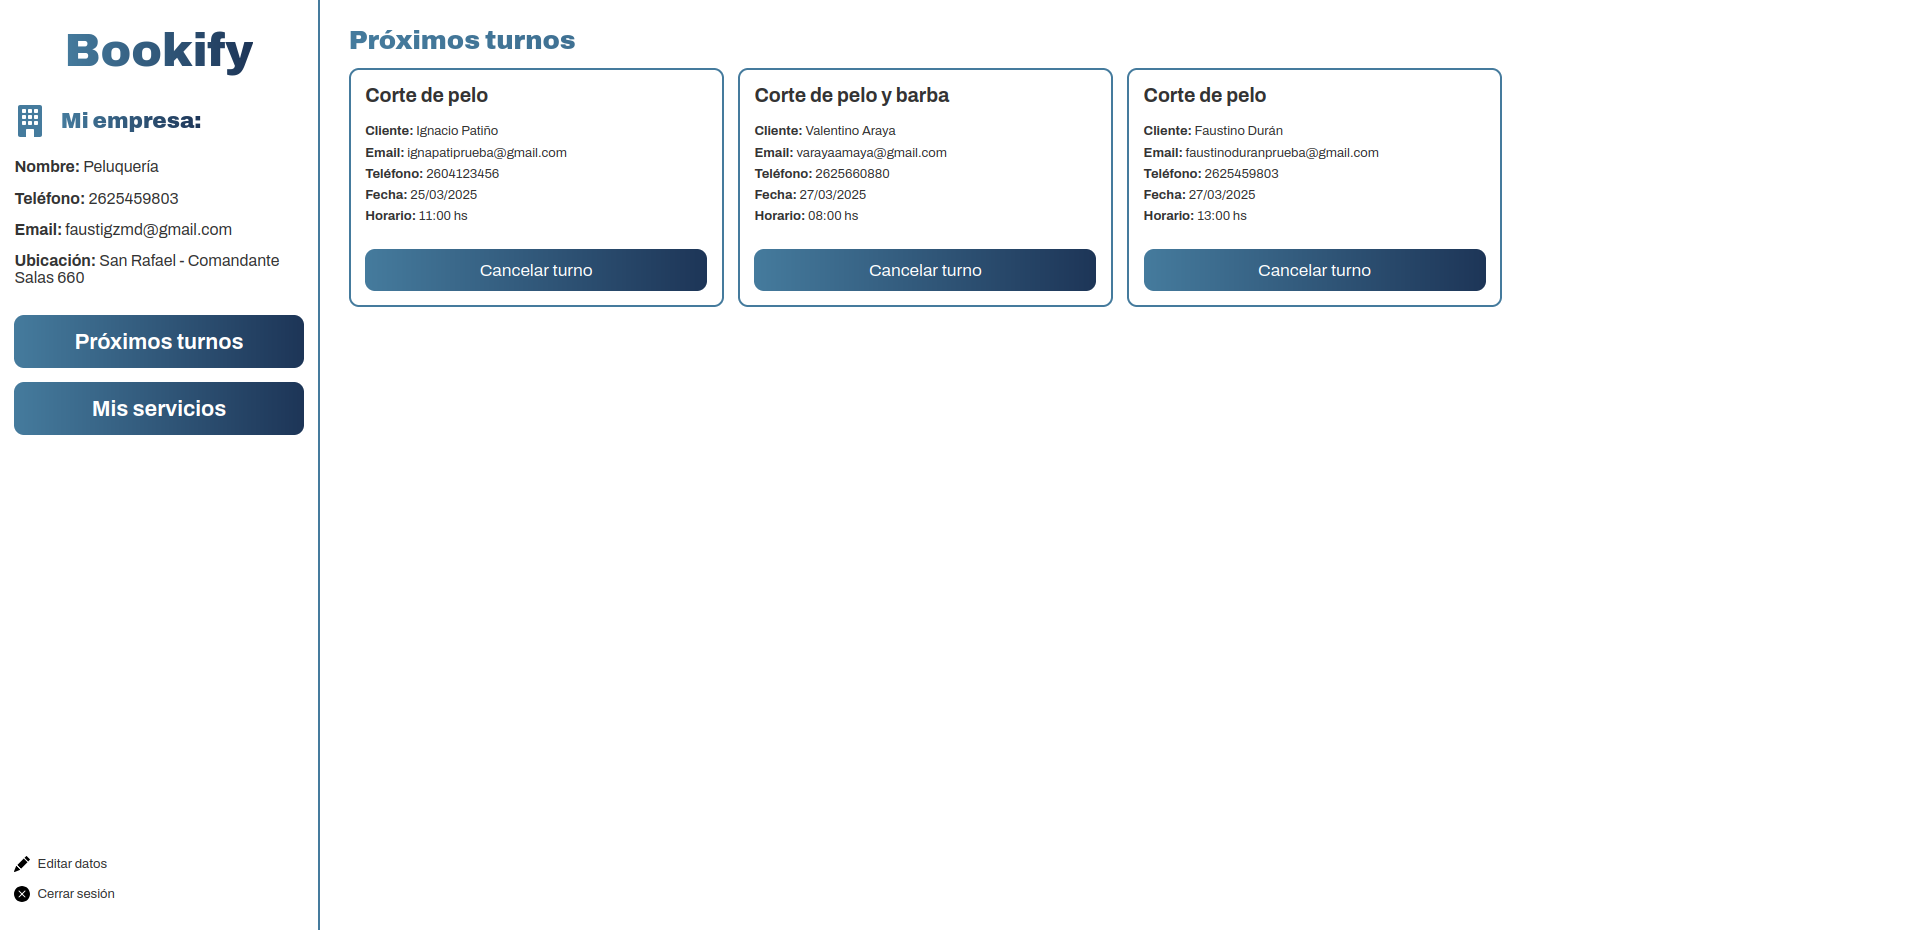 Bookify
Mi empresa:
Nombre: Peluquería
Teléfono: 2625459803
Email: faustigzmd@gmail.com
Ubicación: San Rafael - Comandante
Salas 660
Próximos turnos
Mis servicios
Editar datos
Cerrar sesión
Próximos turnos
Corte de pelo
Cliente: Ignacio Patiño
Email: ignapatiprueba@gmail.com
Teléfono: 2604123456
Fecha: 25/03/2025
Horario: 11:00 hs
Cancelar turno
Corte de pelo y barba
Cliente: Valentino Araya
Email: varayaamaya@gmail.com
Teléfono: 2625660880
Fecha: 27/03/2025
Horario: 08:00 hs
Cancelar turno
Corte de pelo
Cliente: Faustino Durán
Email: faustinoduranprueba@gmail.com
Teléfono: 2625459803
Fecha: 27/03/2025
Horario: 13:00 hs
Cancelar turno